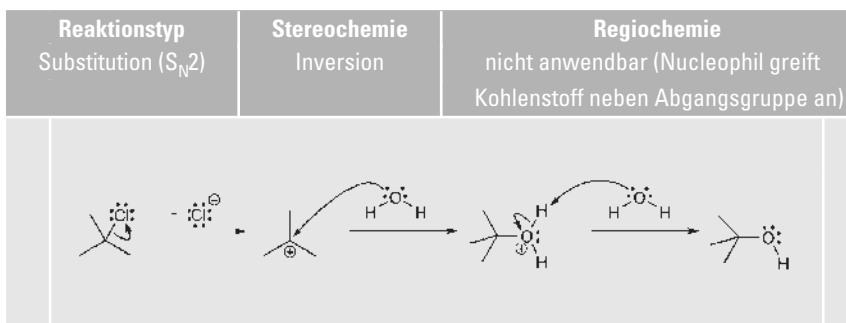 Reaktionstyp
Substitution (SN2)
Stereochemie
Inversion
Regiochemie
nicht anwendbar (Nucleophil greift
Kohlenstoff neben Abgangsgruppe an)
Cl
- Cl ⊖
⊕
O
H H
H
O
⊕
H
O
H H
O
H